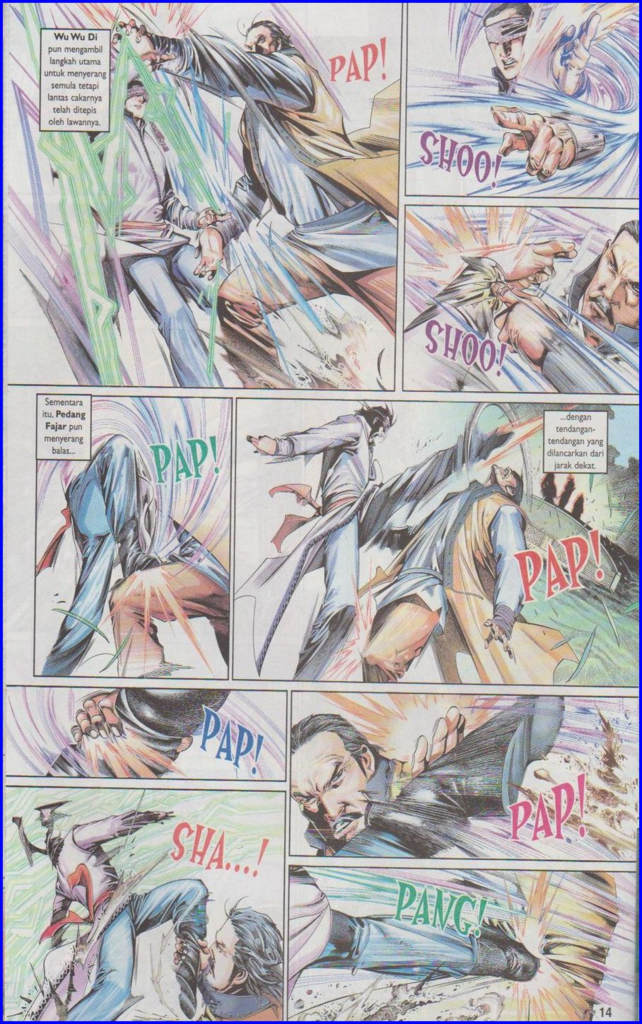 Wu Wu Di
pun mengambil
langkah utama
untuk menyerang
semula tetapi
lantas cakarnya
telah ditepis
oleh lawannya.
PAP!
SHOO!
SHOO!
Sementara
itu, Pedang
Fajar pun
menyerang
balas...
PAP!
...dengan
tendangan-
tendangan yang
dilancarkan dari
jarak dekat.
PAP!
PAP!
PAP!
SHA...!
PANG!
14